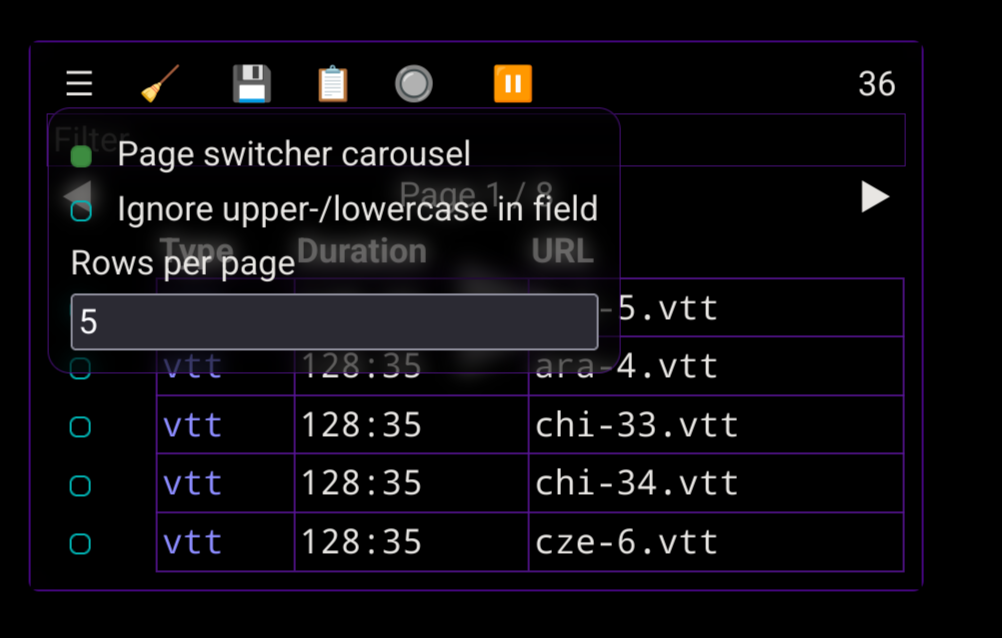 36
Filter
Page switcher carousel
Page 1 / 8
Ignore upper-/lowercase in field
Type Duration URL
Rows per page
5
-5.vtt
vtt 128:35 ara-4.vtt
vtt 128:35 chi-33.vtt
vtt 128:35 chi-34.vtt
vtt 128:35 cze-6.vtt